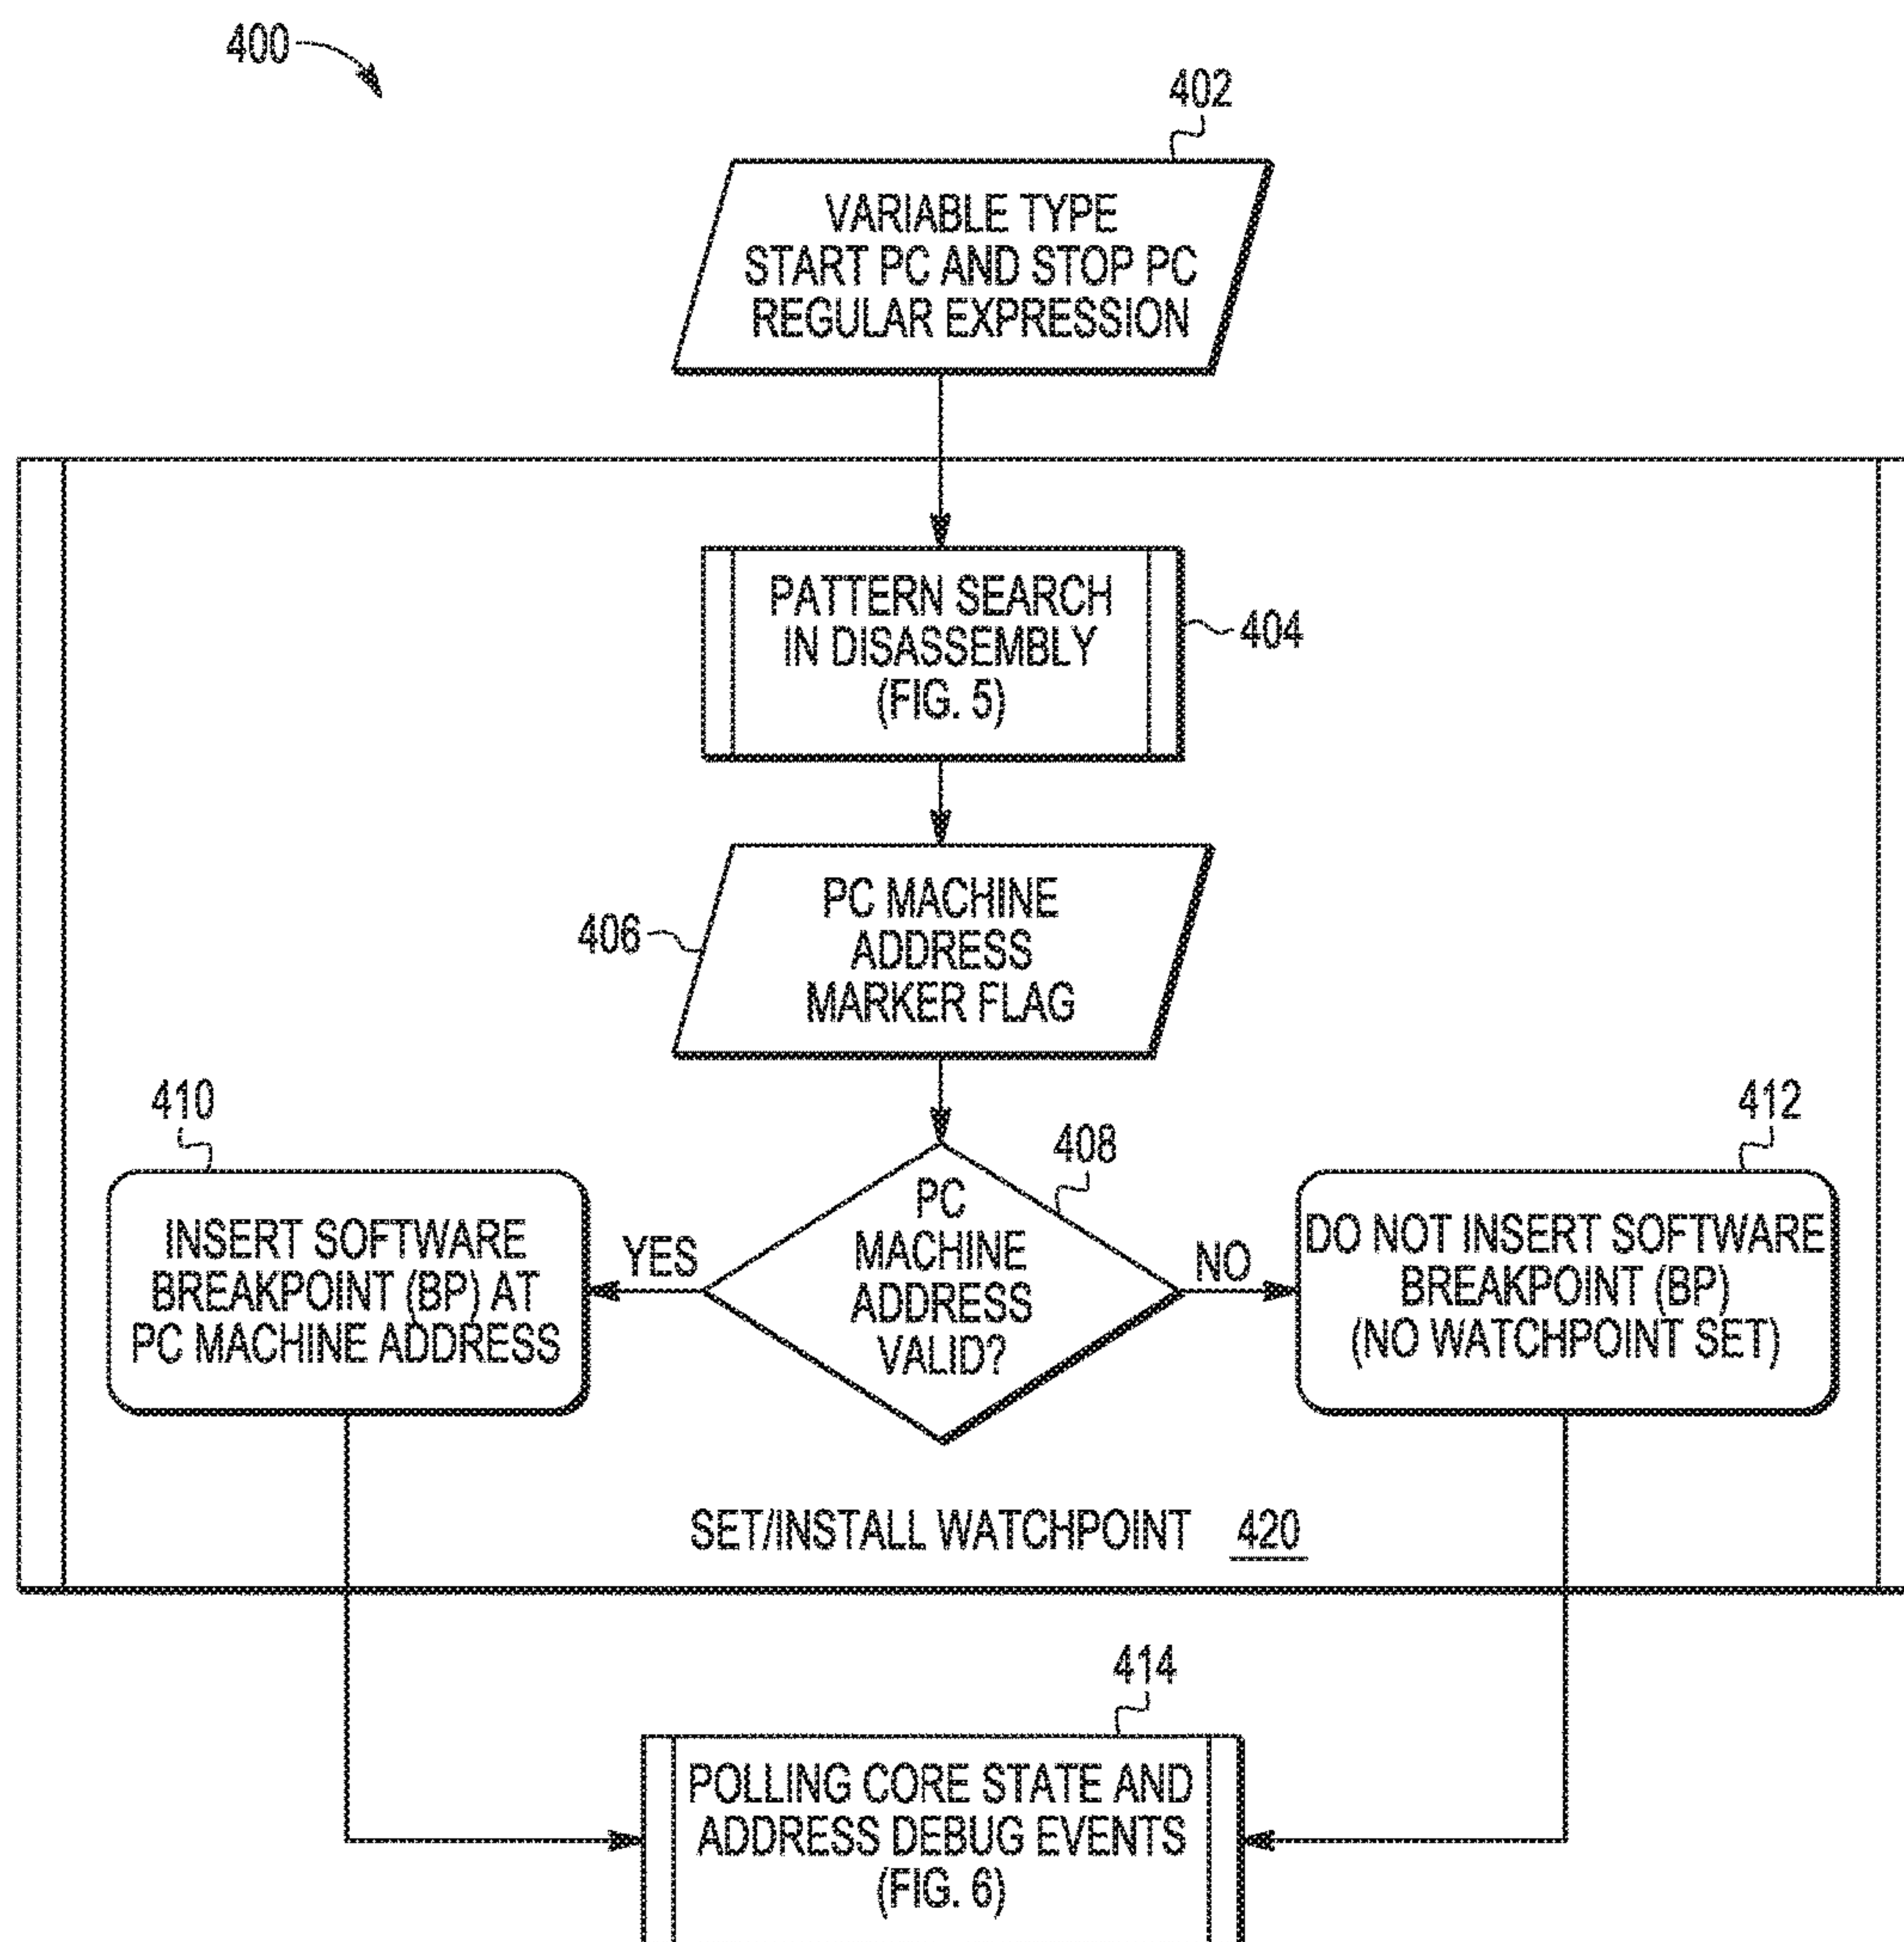 400
402
VARIABLE TYPE
START PC AND STOP PC
REGULAR EXPRESSION
PATTERN SEARCH
IN DISASSEMBLY
(FIG. 5)
404
PC MACHINE
ADDRESS
MARKER FLAG
406
410
408
412
INSERT SOFTWARE
BREAKPOINT (BP) AT
PC MACHINE ADDRESS
YES
PC
MACHINE
ADDRESS
VALID?
NO
DO NOT INSERT SOFTWARE
BREAKPOINT (BP)
(NO WATCHPOINT SET)
SET/INSTALL WATCHPOINT 420
414
POLLING CORE STATE AND
ADDRESS DEBUG EVENTS
(FIG. 6)